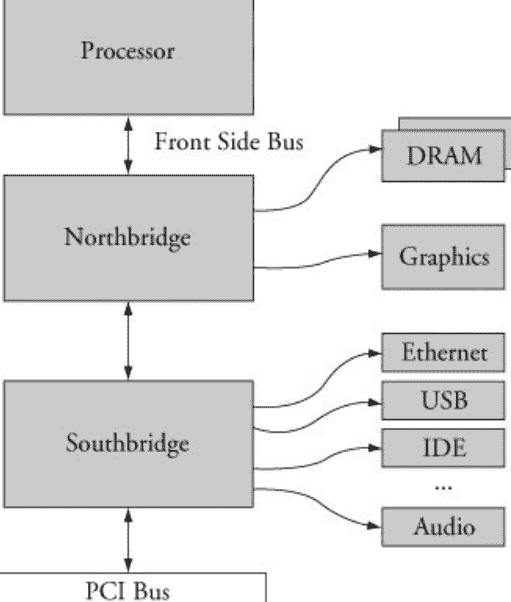 Processor
Front Side Bus
DRAM
Northbridge
Graphics
Ethernet
USB
Southbridge
IDE
...
Audio
PCI Bus